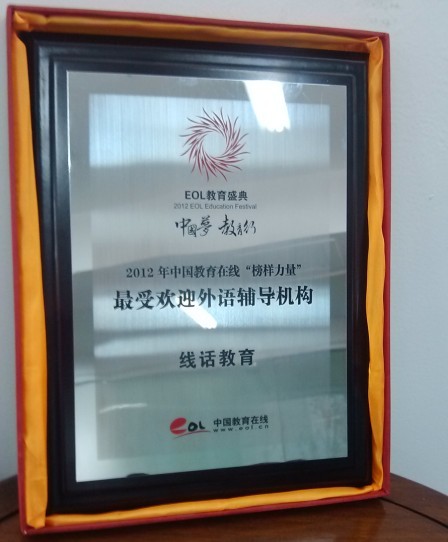 EOL教育盛典
2012 EOL Education Festival
中国梦 教育行
2012 年中国教育在线“榜样力量”
最受欢迎外语辅导机构
线话教育
eOL 中国教育在线
www.eol.cn